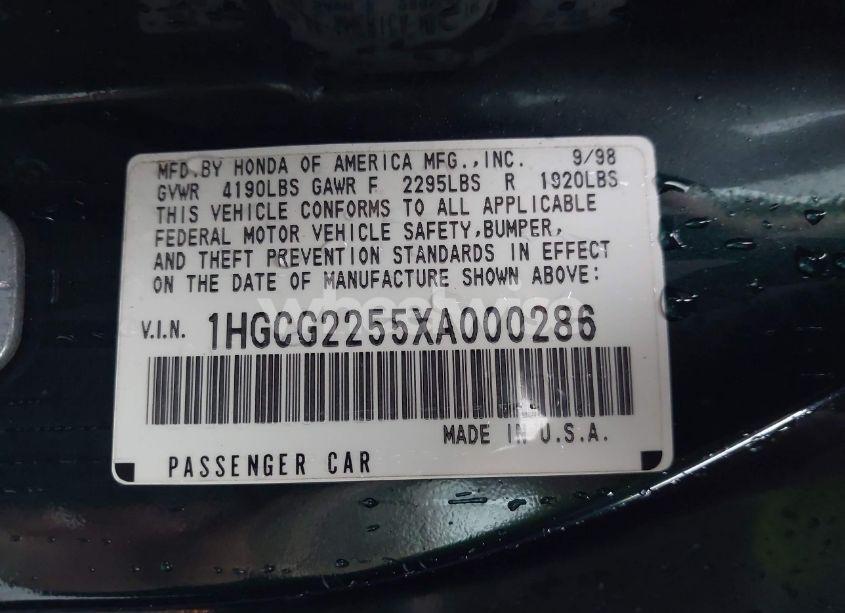 MFD.BY HONDA OF AMERICA MFG.,INC. 9/98
GVWR 4190LBS GAWR F 2295LBS R 1920LBS
THIS VEHICLE CONFORMS TO ALL APPLICABLE
FEDERAL MOTOR VEHICLE SAFETY,BUMPER,
AND THEFT PREVENTION STANDARDS IN EFFECT
ON THE DATE OF MANUFACTURE SHOWN ABOVE:
wheelwise
V.I.N. 1HGCG2255XA000286
MADE IN U.S.A.
PASSENGER CAR